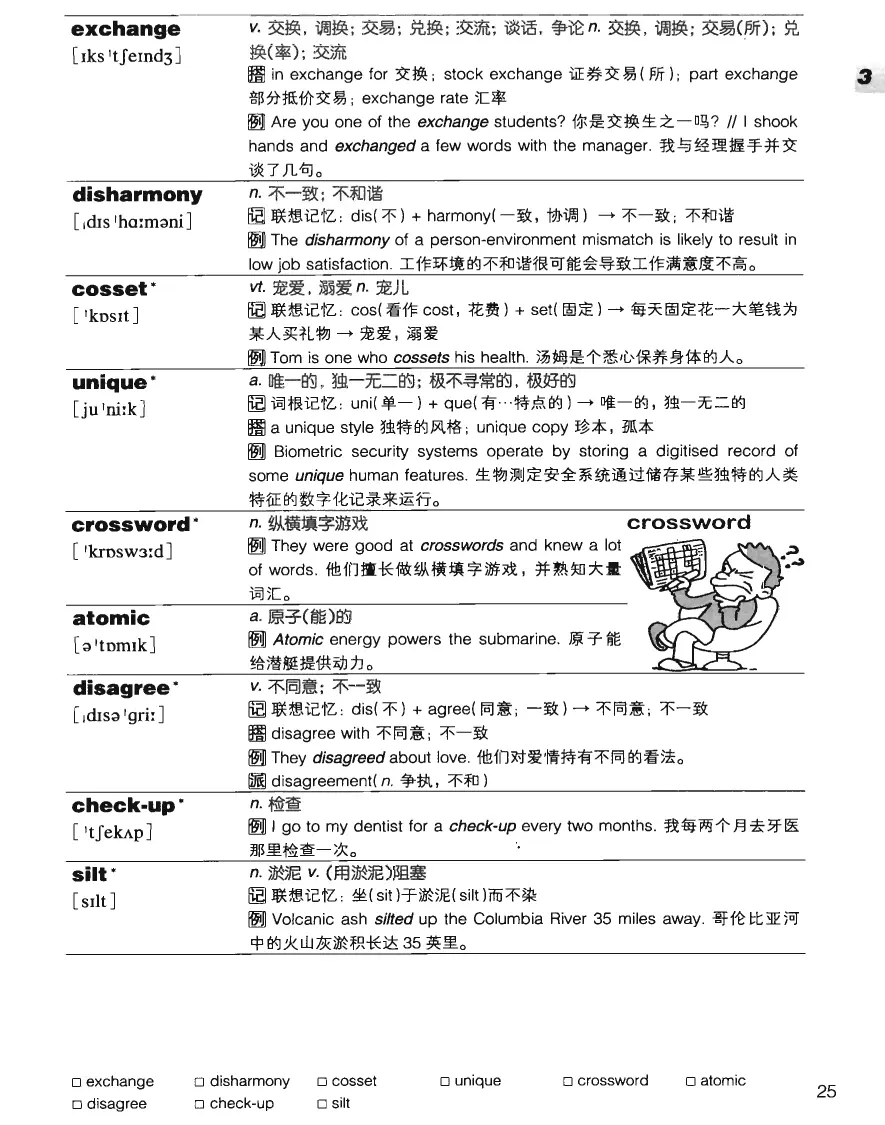 exchange
[ɪksˈtʃeɪndʒ]
v. 交换，调换；交易；兑换；交流；谈话，争论 n. 交换，调换；交易(所)；兑
换(率)；交流
搭 in exchange for 交换；stock exchange 证券交易(所)；part exchange
部分抵价交易；exchange rate 汇率
例 Are you one of the exchange students? 你是交换生之一吗? // I shook
hands and exchanged a few words with the manager. 我与经理握手并交
谈了几句。
3
disharmony
[ˌdɪsˈhɑːməni]
n. 不一致；不和谐
记 联想记忆：dis(不) + harmony(一致，协调) → 不一致；不和谐
例 The disharmony of a person-environment mismatch is likely to result in
low job satisfaction. 工作环境的不和谐很可能会导致工作满意度不高。
cosset*
[ˈkɒsɪt]
vt. 宠爱，溺爱 n. 宠儿
记 联想记忆：cos(看作 cost，花费) + set(固定) → 每天固定花一大笔钱为
某人买礼物 → 宠爱，溺爱
例 Tom is one who cossets his health. 汤姆是个悉心保养身体的人。
unique*
[juˈniːk]
a. 唯一的，独一无二的；极不寻常的，极好的
记 词根记忆：uni(单一) + que(有…特点的) → 唯一的，独一无二的
搭 a unique style 独特的风格；unique copy 珍本，孤本
例 Biometric security systems operate by storing a digitised record of
some unique human features. 生物测定安全系统通过储存某些独特的人类
特征的数字化记录来运行。
crossword*
[ˈkrɒswɜːd]
n. 纵横填字游戏
例 They were good at crosswords and knew a lot
of words. 他们擅长做纵横填字游戏，并熟知大量
词汇。
crossword
atomic
[əˈtɒmɪk]
a. 原子(能)的
例 Atomic energy powers the submarine. 原子能
给潜艇提供动力。
disagree*
[ˌdɪsəˈɡriː]
v. 不同意；不一致
记 联想记忆：dis(不) + agree(同意；一致) → 不同意；不一致
搭 disagree with 不同意；不一致
例 They disagreed about love. 他们对爱情持有不同的看法。
派 disagreement(n. 争执，不和)
check-up*
[ˈtʃekʌp]
n. 检查
例 I go to my dentist for a check-up every two months. 我每两个月去牙医
那里检查一次。
silt*
[sɪlt]
n. 淤泥 v. (用淤泥)阻塞
记 联想记忆：坐(sit)于淤泥(silt)而不染
例 Volcanic ash silted up the Columbia River 35 miles away. 哥伦比亚河
中的火山灰淤积长达 35 英里。
□ exchange □ disharmony □ cosset □ unique □ crossword □ atomic
□ disagree □ check-up □ silt
25